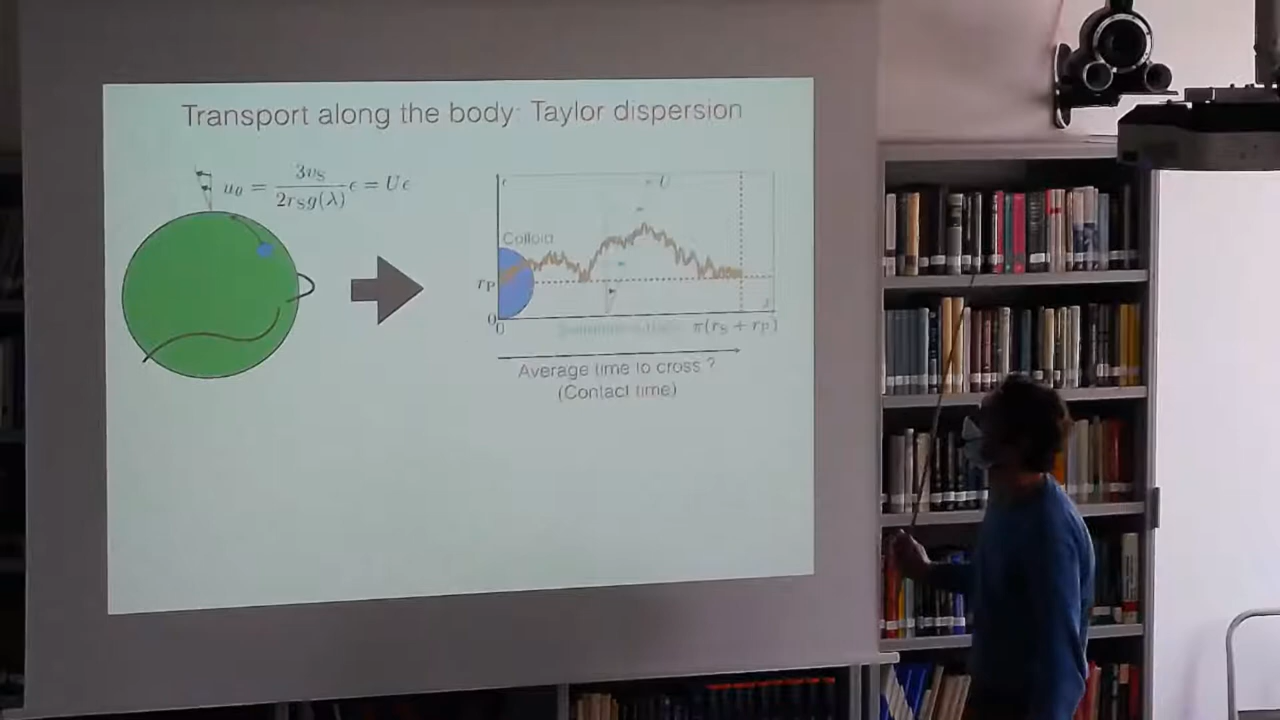 Transport along the body: Taylor dispersion
u_θ = 3v_S / 2r_S g(λ) ϵ = Uϵ
Colloid
r_P
0
0
π(r_S + r_P)
Average time to cross ?
(Contact time)